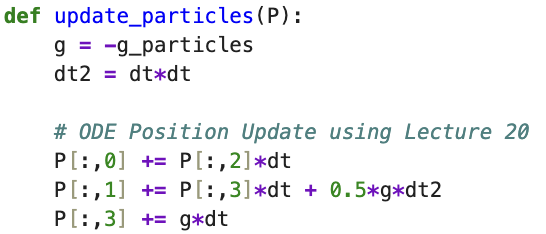 def update_particles(P):
    g = -g_particles
    dt2 = dt*dt

    # ODE Position Update using Lecture 20
    P[:,0] += P[:,2]*dt
    P[:,1] += P[:,3]*dt + 0.5*g*dt2
    P[:,3] += g*dt